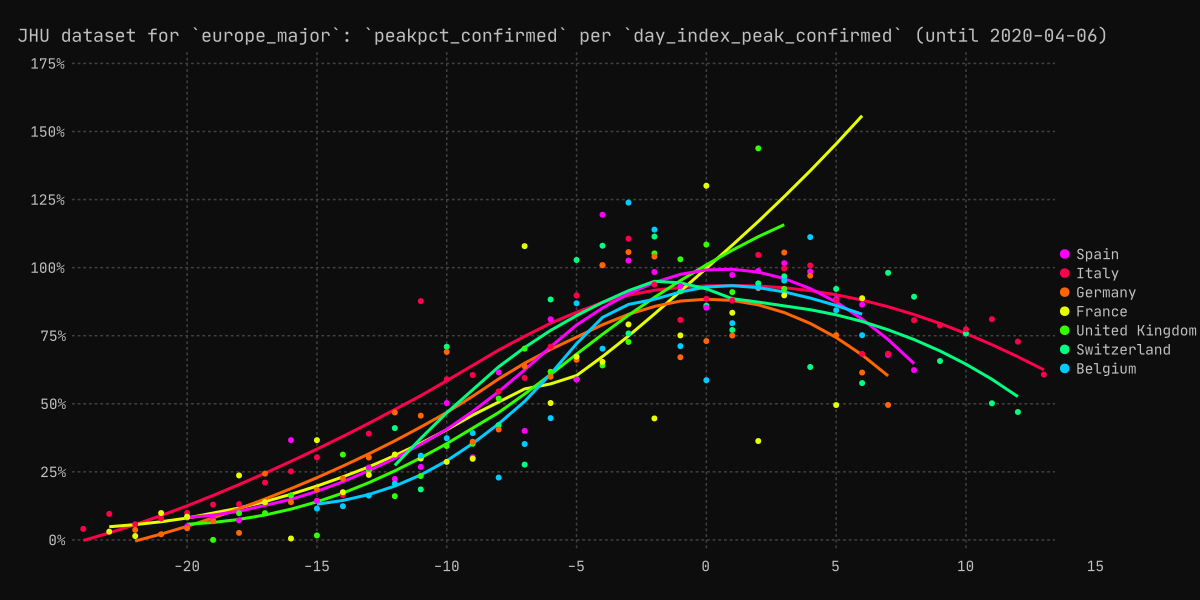 JHU dataset for `europe_major`: `peakpct_confirmed` per `day_index_peak_confirmed` (until 2020-04-06)
175%
150%
125%
100%
75%
50%
25%
0%
-20 -15 -10 -5 0 5 10 15
Spain
Italy
Germany
France
United Kingdom
Switzerland
Belgium